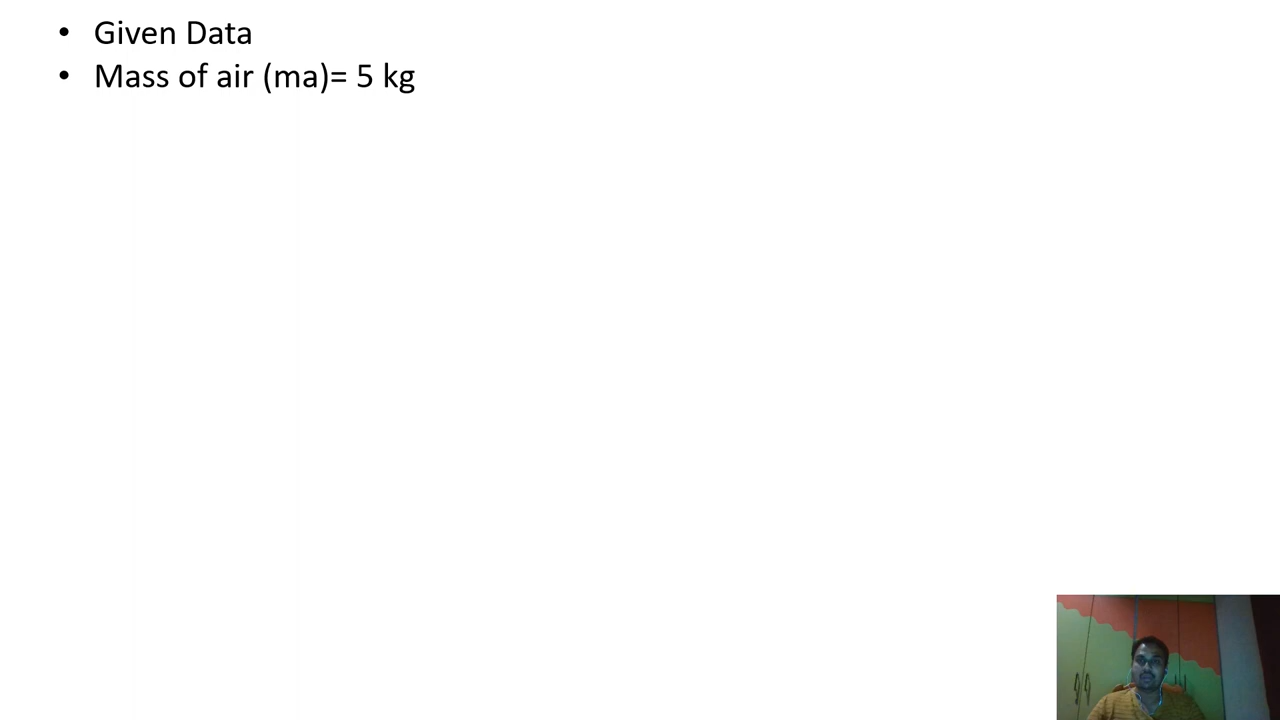 • Given Data
• Mass of air (ma)= 5 kg